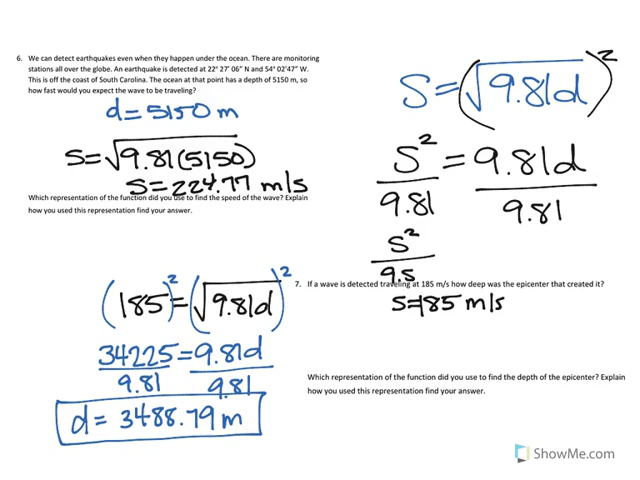 6. We can detect earthquakes even when they happen under the ocean. There are monitoring
stations all over the globe. An earthquake is detected at 22° 27' 06" N and 54° 02'47" W.
This is off the coast of South Carolina. The ocean at that point has a depth of 5150 m, so
how fast would you expect the wave to be traveling?
d=5150 m
S=√9.81(5150)
S=224.77 m/s
Which representation of the function did you use to find the speed of the wave? Explain
how you used this representation find your answer.
(185)²=(√9.81d)²
34225=9.81d
9.81 9.81
d= 3488.79 m
S=(√9.81d)²
S²=9.81d
9.81 9.81
S²
9.5
7. If a wave is detected traveling at 185 m/s how deep was the epicenter that created it?
S=185 m/s
Which representation of the function did you use to find the depth of the epicenter? Explain
how you used this representation find your answer.
ShowMe.com